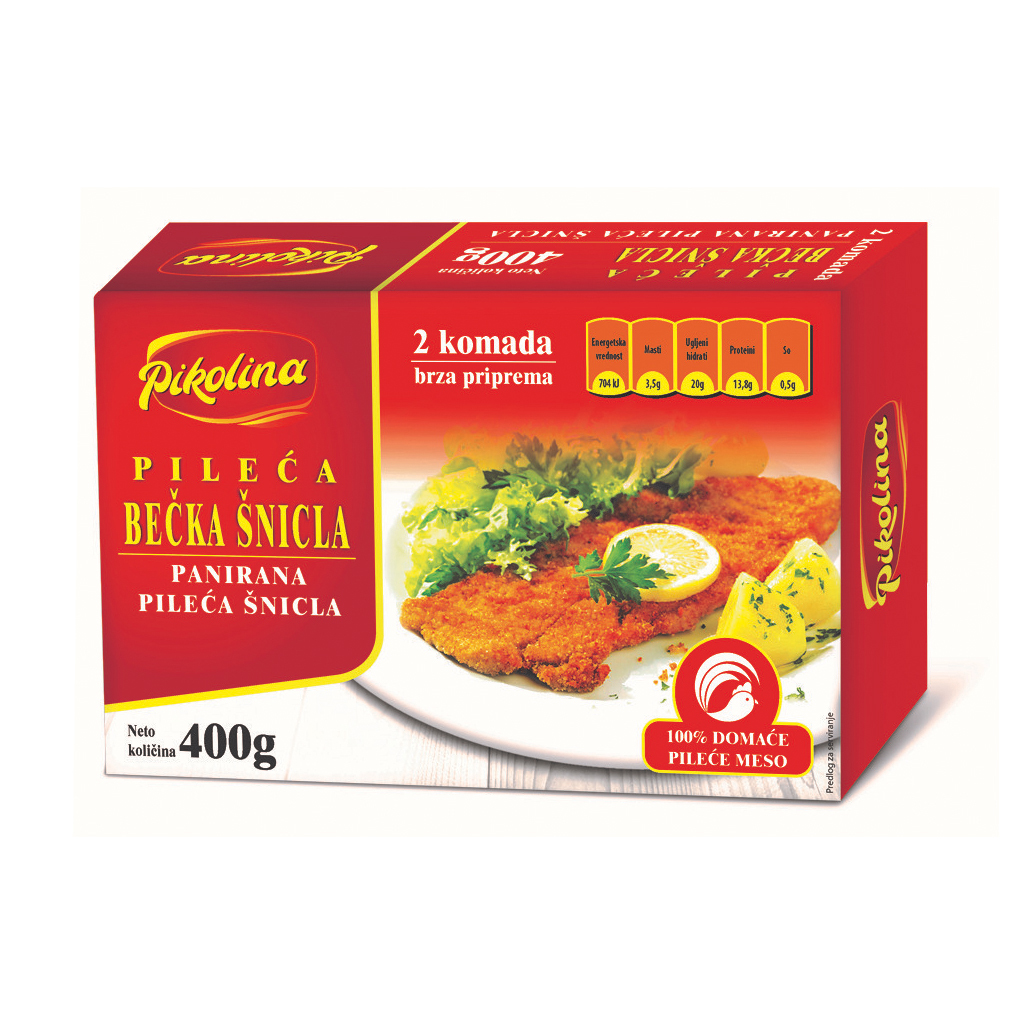 Pikolina
PANIRANA PILEĆA ŠNICLA
Neto količina
400g
PILEĆA
BEČKA ŠNICLA
2 komada
Pikolina
PILEĆA
BEČKA ŠNICLA
PANIRANA
PILEĆA ŠNICLA
Neto
količina 400g
2 komada
brza priprema
Energetska
vrednost
704 kJ
Masti
3,5g
Ugljeni
hidrati
20g
Proteini
13,8g
So
0,5g
100% DOMAĆE
PILEĆE MESO
Predlog za serviranje
Pikolina